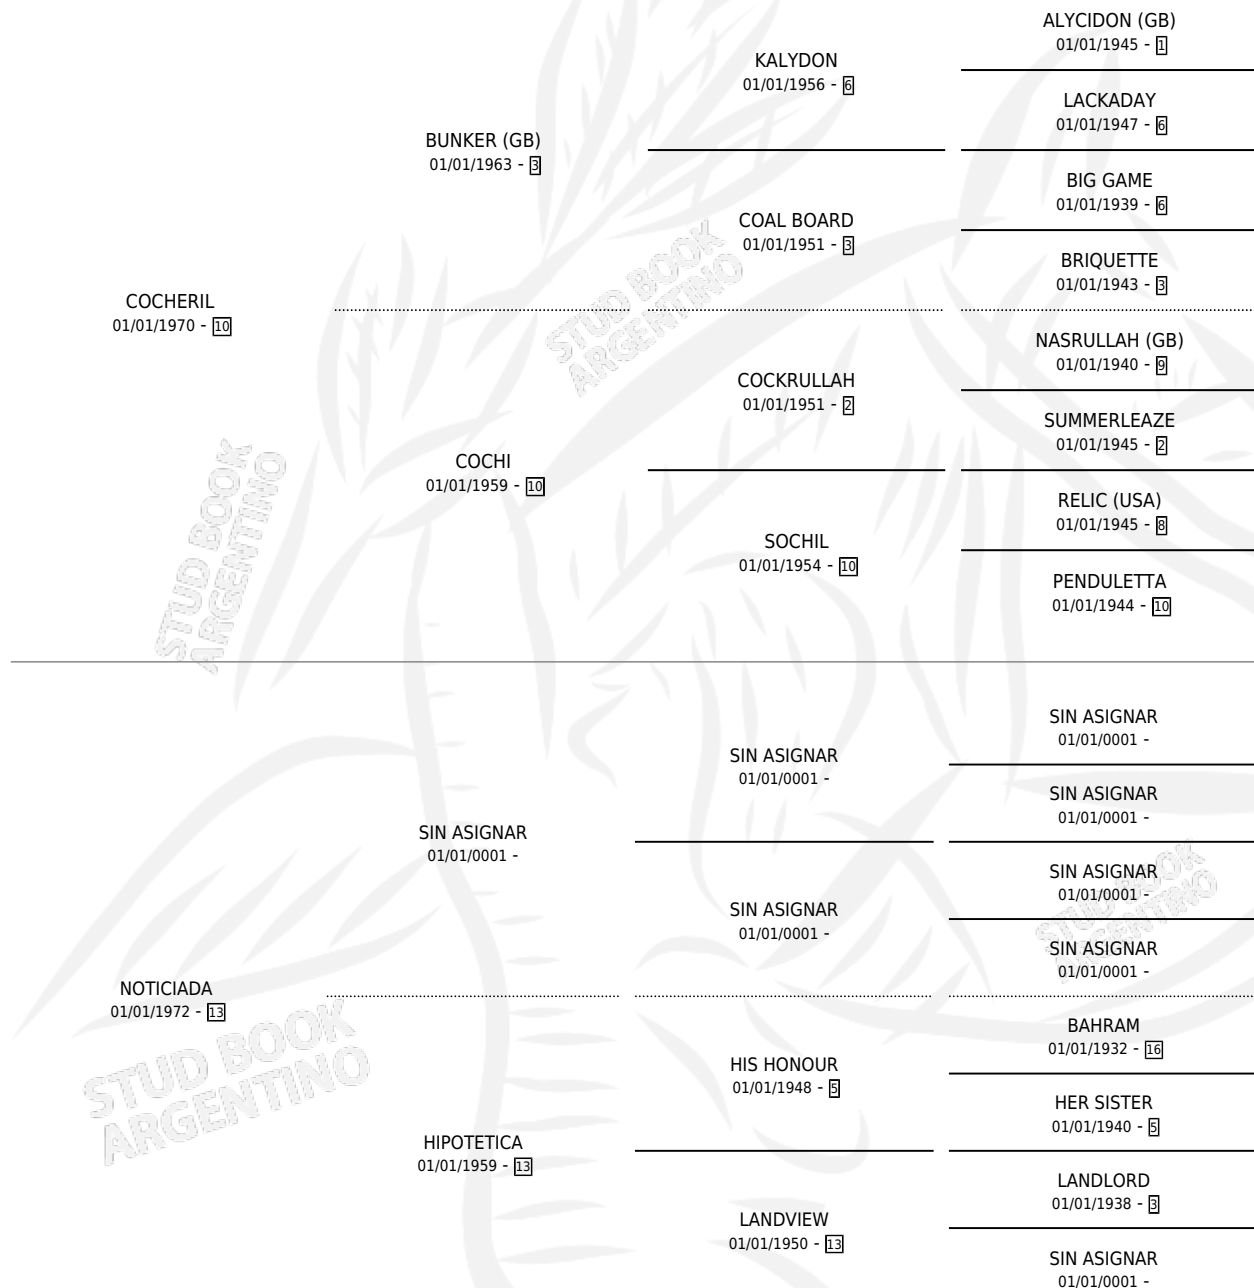 ALYCIDON (GB)
01/01/1945 - 1
KALYDON
01/01/1956 - 6
LACKADAY
01/01/1947 - 6
BUNKER (GB)
01/01/1963 - 3
BIG GAME
01/01/1939 - 6
COAL BOARD
01/01/1951 - 3
BRIQUETTE
01/01/1943 - 3
COCHERIL
01/01/1970 - 10
STUD BOOK
ARGENTINO
NASRULLAH (GB)
01/01/1940 - 9
COCKRULLAH
01/01/1951 - 2
SUMMERLEAZE
01/01/1945 - 2
COCHI
01/01/1959 - 10
RELIC (USA)
01/01/1945 - 8
SOCHIL
01/01/1954 - 10
PENDULETTA
01/01/1944 - 10
STUD BOOK
ARGENTINO
SIN ASIGNAR
01/01/0001 -
SIN ASIGNAR
01/01/0001 -
SIN ASIGNAR
01/01/0001 -
SIN ASIGNAR
01/01/0001 -
SIN ASIGNAR
01/01/0001 -
SIN ASIGNAR
01/01/0001 -
SIN ASIGNAR
01/01/0001 -
STUD BOOK
ARGENTINO
NOTICIADA
01/01/1972 - 13
STUD BOOK
ARGENTINO
BAHRAM
01/01/1932 - 16
HIS HONOUR
01/01/1948 - 5
HER SISTER
01/01/1940 - 5
HIPOTETICA
01/01/1959 - 13
LANDLORD
01/01/1938 - 3
LANDVIEW
01/01/1950 - 13
SIN ASIGNAR
01/01/0001 -